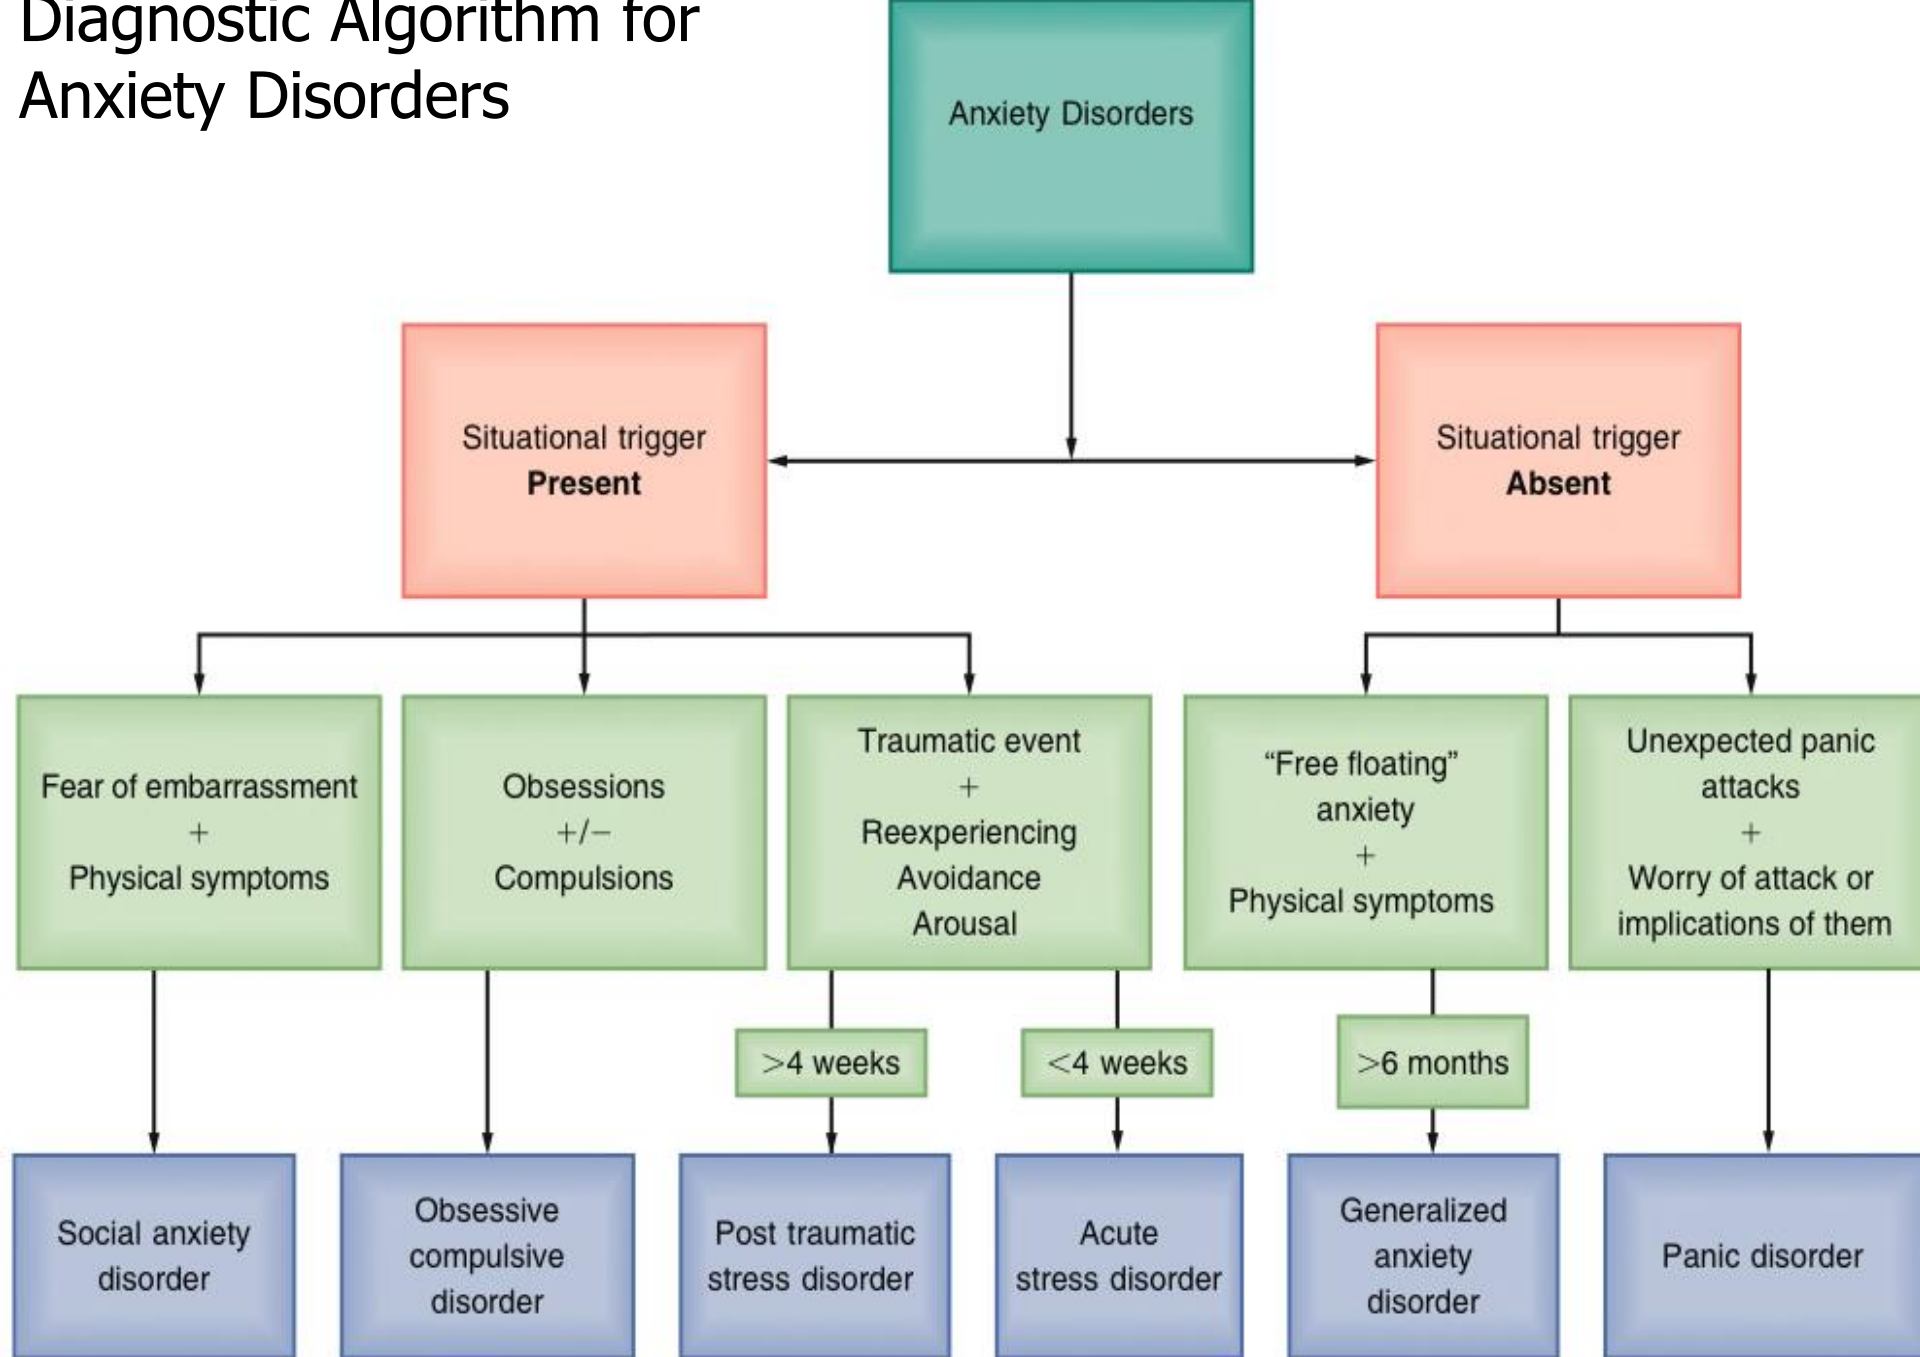 Diagnostic Algorithm for
Anxiety Disorders
Anxiety Disorders
Situational trigger
Present
Situational trigger
Absent
Fear of embarrassment
+
Physical symptoms
Obsessions
+/−
Compulsions
Traumatic event
+
Reexperiencing
Avoidance
Arousal
“Free floating”
anxiety
+
Physical symptoms
Unexpected panic
attacks
+
Worry of attack or
implications of them
>4 weeks
<4 weeks
>6 months
Social anxiety
disorder
Obsessive
compulsive
disorder
Post traumatic
stress disorder
Acute
stress disorder
Generalized
anxiety
disorder
Panic disorder